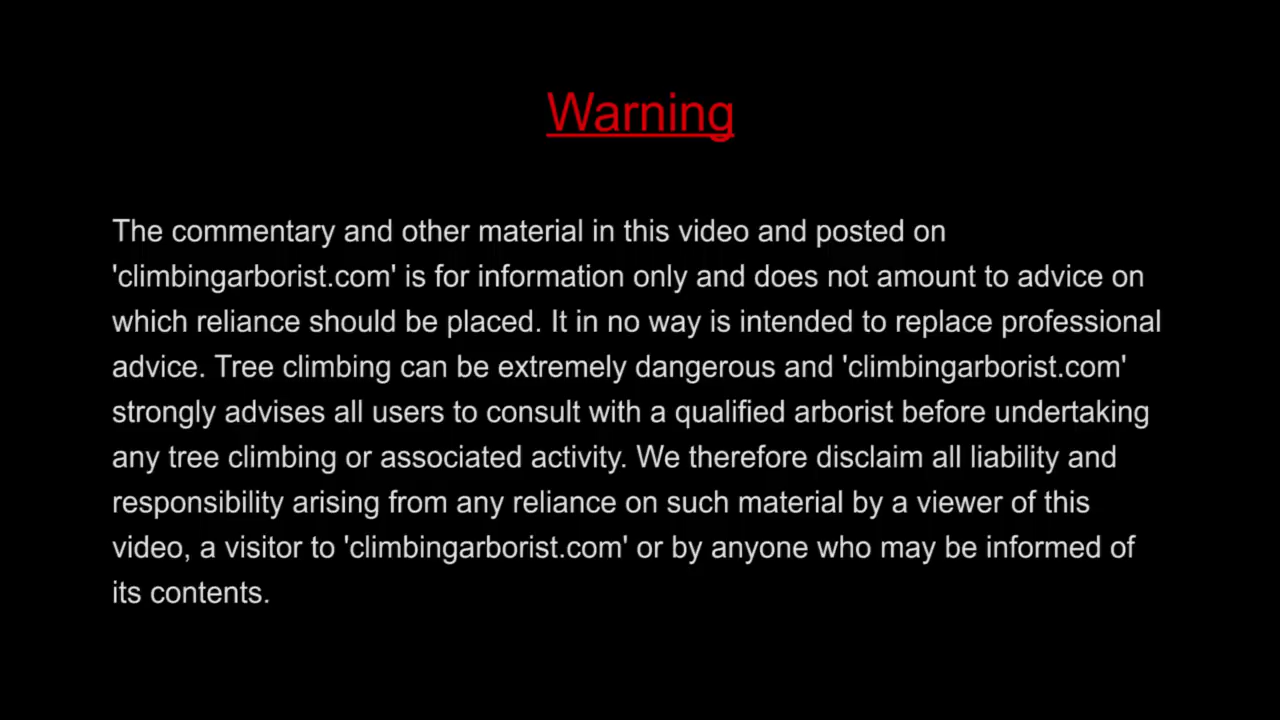 Warning
The commentary and other material in this video and posted on
'climbingarborist.com' is for information only and does not amount to advice on
which reliance should be placed. It in no way is intended to replace professional
advice. Tree climbing can be extremely dangerous and 'climbingarborist.com'
strongly advises all users to consult with a qualified arborist before undertaking
any tree climbing or associated activity. We therefore disclaim all liability and
responsibility arising from any reliance on such material by a viewer of this
video, a visitor to 'climbingarborist.com' or by anyone who may be informed of
its contents.